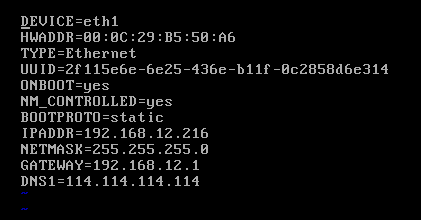 DEVICE=eth1
HWADDR=00:0C:29:B5:50:A6
TYPE=Ethernet
UUID=2f115e6e-6e25-436e-b11f-0c2858d6e314
ONBOOT=yes
NM_CONTROLLED=yes
BOOTPROTO=static
IPADDR=192.168.12.216
NETMASK=255.255.255.0
GATEWAY=192.168.12.1
DNS1=114.114.114.114
~
~